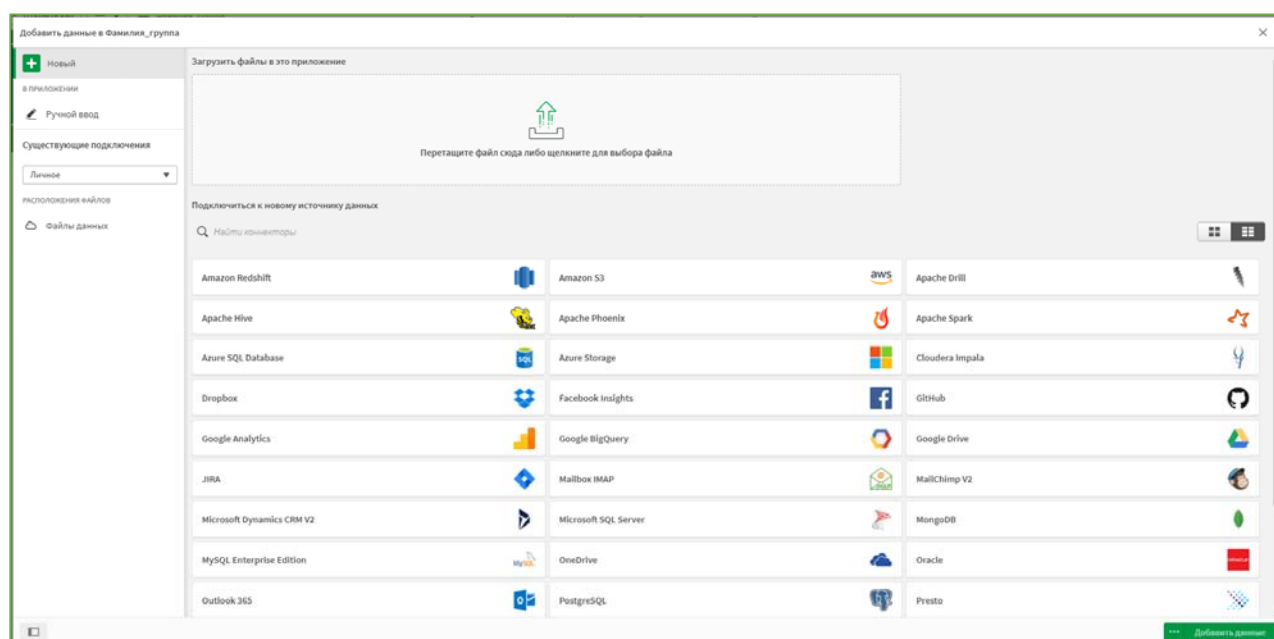 Добавить данные в Фамилия_группа
Новый
В ПРИЛОЖЕНИИ
Ручной ввод
Существующие подключения
Личное
РАСПОЛОЖЕНИЯ ФАЙЛОВ
Файлы данных
Загрузить файлы в это приложение
Перетащите файл сюда либо щелкните для выбора файла
Подключиться к новому источнику данных
Найти коннекторы
Amazon Redshift
Amazon S3
aws
Apache Drill
Apache Hive
Apache Phoenix
Apache Spark
Azure SQL Database
SQL
Azure Storage
Cloudera Impala
Dropbox
Facebook Insights
GitHub
Google Analytics
Google BigQuery
Google Drive
JIRA
Mailbox IMAP
MailChimp V2
Microsoft Dynamics CRM V2
Microsoft SQL Server
MongoDB
MySQL Enterprise Edition
MySQL
OneDrive
Oracle
Outlook 365
PostgreSQL
Presto
Добавить данные